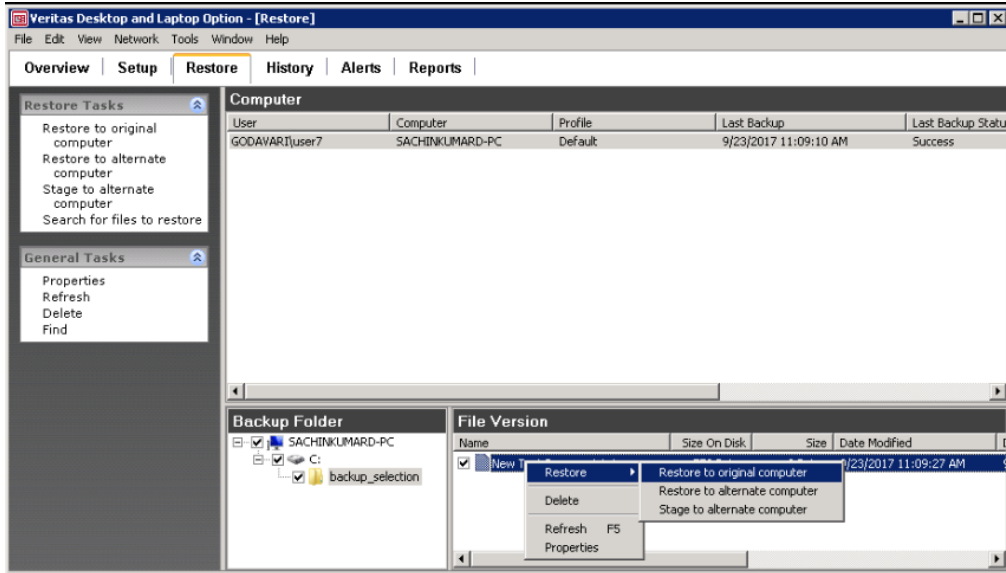 Veritas Desktop and Laptop Option - [Restore]
File Edit View Network Tools Window Help
Overview Setup Restore History Alerts Reports
Restore Tasks
Restore to original
computer
Restore to alternate
computer
Stage to alternate
computer
Search for files to restore
General Tasks
Properties
Refresh
Delete
Find
Computer
User Computer Profile Last Backup Last Backup Statu
GODAVARI\user7 SACHINKUMARD-PC Default 9/23/2017 11:09:10 AM Success
Backup Folder
SACHINKUMARD-PC
C:
backup_selection
File Version
Name Size On Disk Size Date Modified
New /23/2017 11:09:27 AM
Restore
Delete
Refresh F5
Properties
Restore to original computer
Restore to alternate computer
Stage to alternate computer